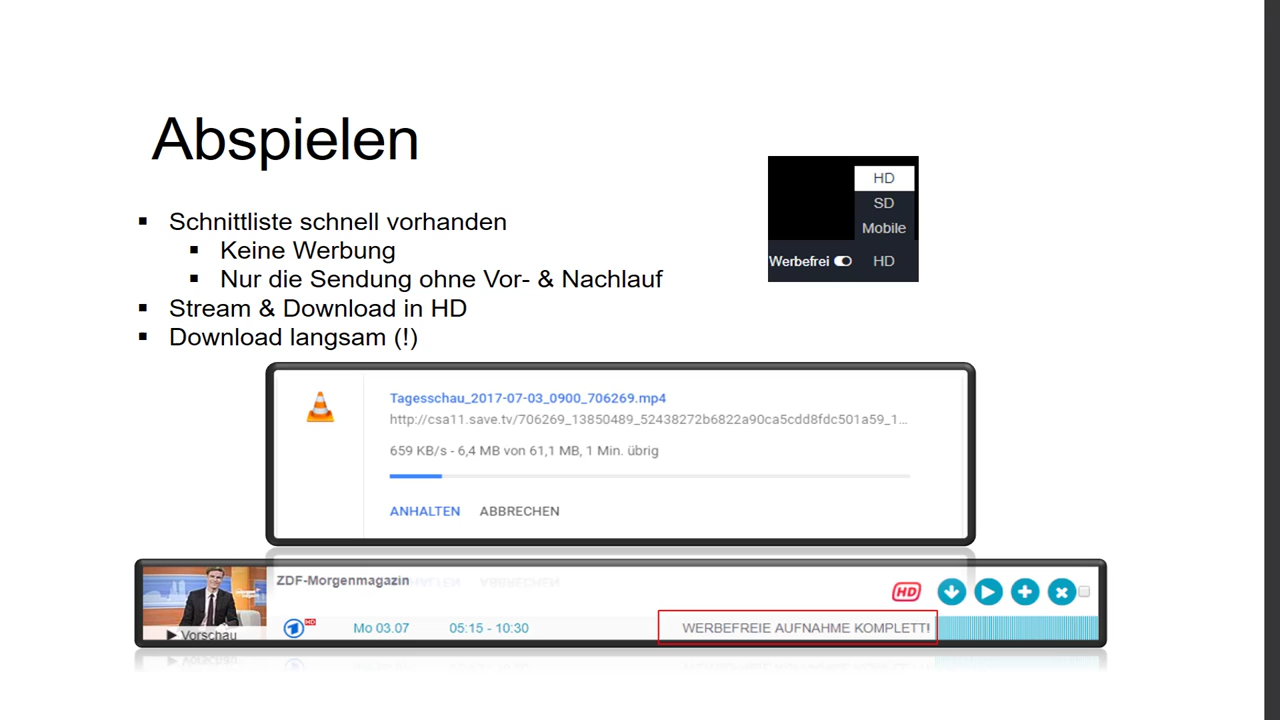 Abspielen
HD
SD
Mobile
Werbefrei HD
Schnittliste schnell vorhanden
Keine Werbung
Nur die Sendung ohne Vor- & Nachlauf
Stream & Download in HD
Download langsam (!)
Tagesschau_2017-07-03_0900_706269.mp4
http://csa11.save.tv/706269_13850489_52438272b6822a90ca5cdd8fdc501a59_1...
659 KB/s - 6,4 MB von 61,1 MB, 1 Min. übrig
ANHALTEN ABBRECHEN
ZDF-Morgenmagazin
HD
Vorschau
1 HD Mo 03.07 05:15 - 10:30 WERBEFREIE AUFNAHME KOMPLETT!